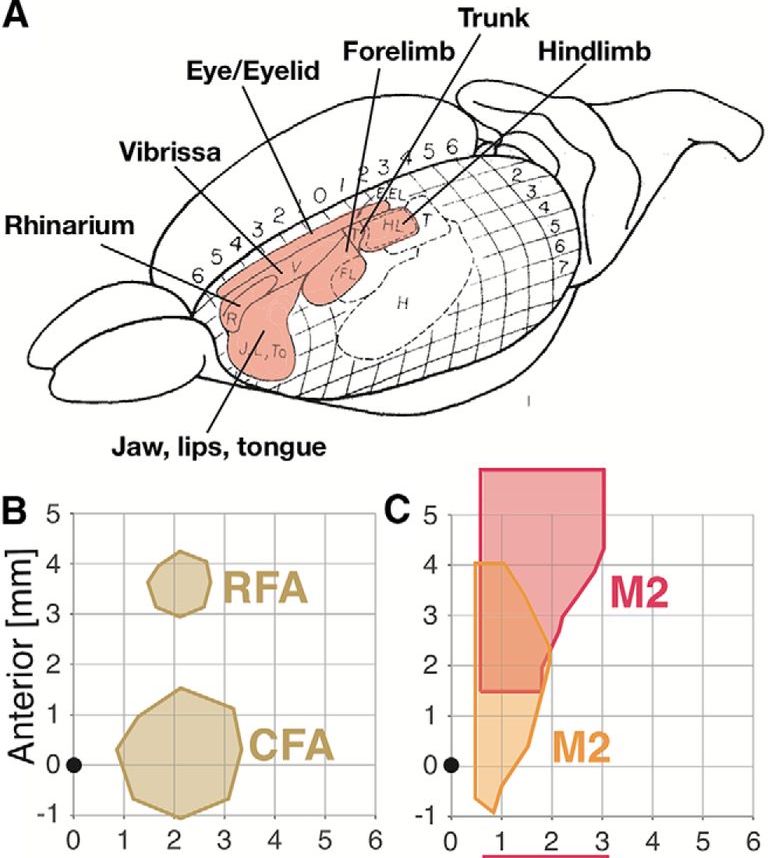 A
Trunk
Forelimb
Hindlimb
Eye/Eyelid
Vibrissa
Rhinarium
6 5 4 3 2 1 0 1 2 3 4 5 6
2
3
4
5
6
7
EEL
HL
T
V
FL
R
H
J,L,To
Jaw, lips, tongue
B
C
5
4
3
2
1
0
-1
Anterior [mm]
RFA
CFA
0 1 2 3 4 5 6
5
4
3
2
1
0
-1
M2
M2
0 1 2 3 4 5 6